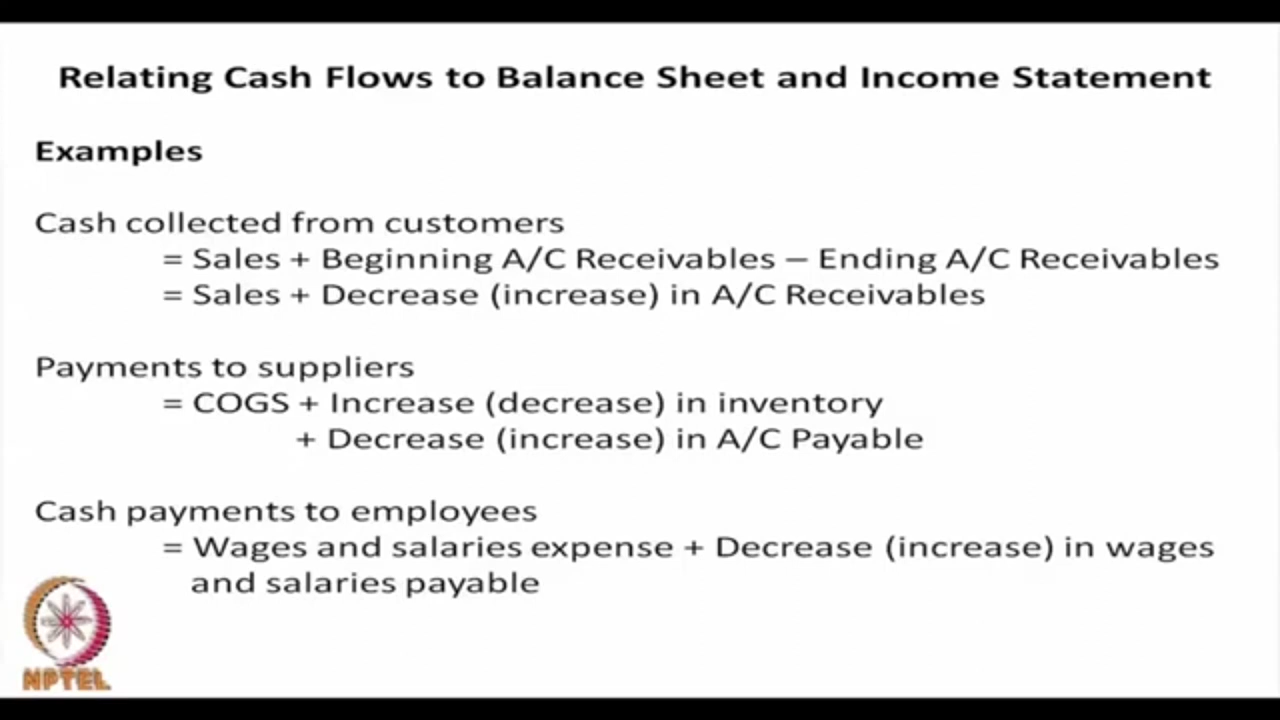 Relating Cash Flows to Balance Sheet and Income Statement
Examples
Cash collected from customers
= Sales + Beginning A/C Receivables – Ending A/C Receivables
= Sales + Decrease (increase) in A/C Receivables
Payments to suppliers
= COGS + Increase (decrease) in inventory
+ Decrease (increase) in A/C Payable
Cash payments to employees
= Wages and salaries expense + Decrease (increase) in wages
and salaries payable
NPTEL